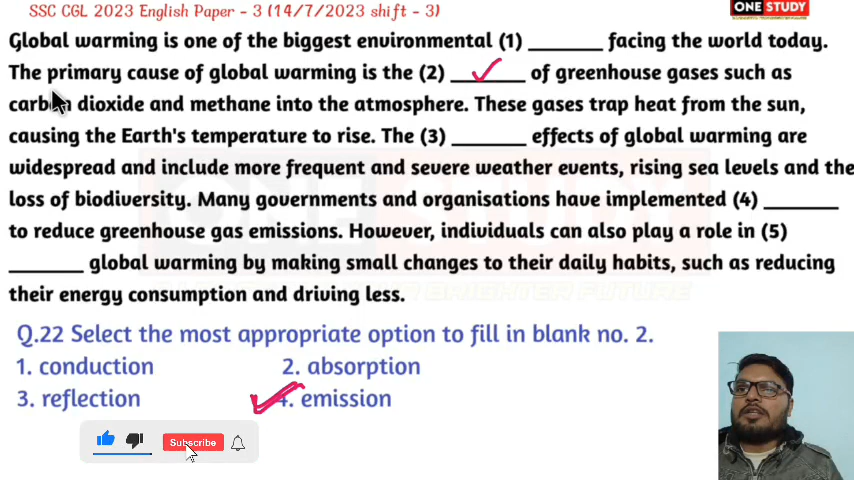 SSC CGL 2023 English Paper - 3 (14/7/2023 shift - 3)
ONE STUDY
Global warming is one of the biggest environmental (1) _______ facing the world today.
The primary cause of global warming is the (2) _______ of greenhouse gases such as
carbon dioxide and methane into the atmosphere. These gases trap heat from the sun,
causing the Earth's temperature to rise. The (3) _______ effects of global warming are
widespread and include more frequent and severe weather events, rising sea levels and the
loss of biodiversity. Many governments and organisations have implemented (4) _______
to reduce greenhouse gas emissions. However, individuals can also play a role in (5)
_______ global warming by making small changes to their daily habits, such as reducing
their energy consumption and driving less.
Q.22 Select the most appropriate option to fill in blank no. 2.
1. conduction 2. absorption
3. reflection 4. emission
Subscribe